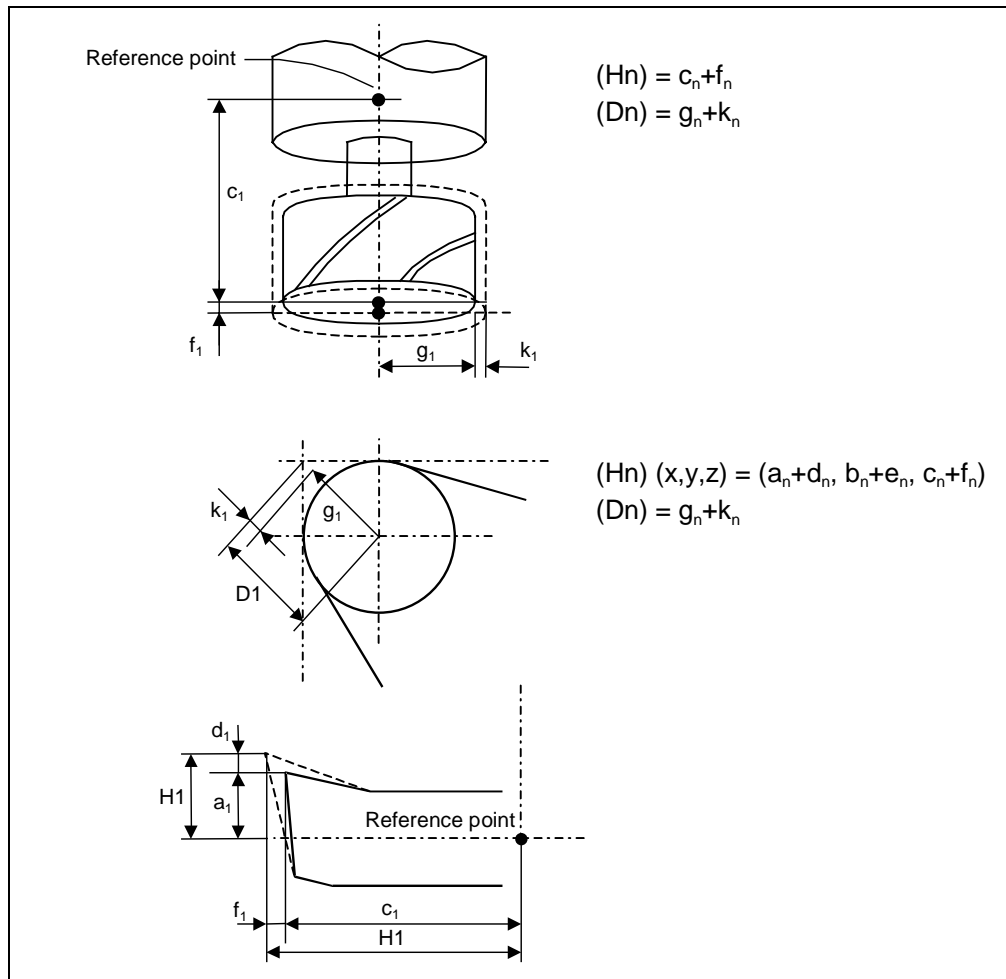 Reference point
(Hn) = cₙ+fₙ
(Dn) = gₙ+kₙ
c₁
f₁
g₁
k₁
(Hn) (x,y,z) = (aₙ+dₙ, bₙ+eₙ, cₙ+fₙ)
(Dn) = gₙ+kₙ
k₁
g₁
D1
d₁
H1
a₁
Reference point
f₁
c₁
H1